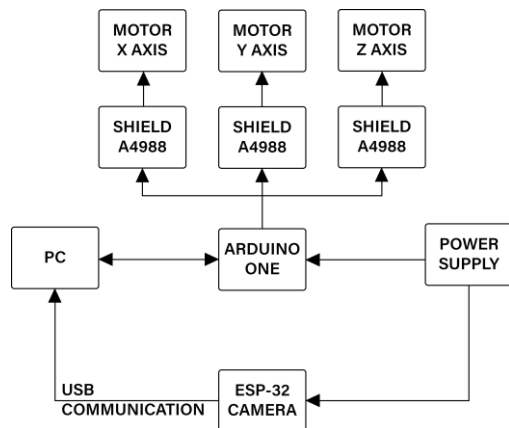 MOTOR
X AXIS
MOTOR
Y AXIS
MOTOR
Z AXIS
SHIELD
A4988
SHIELD
A4988
SHIELD
A4988
PC
ARDUINO
ONE
POWER
SUPPLY
USB
COMMUNICATION
ESP-32
CAMERA